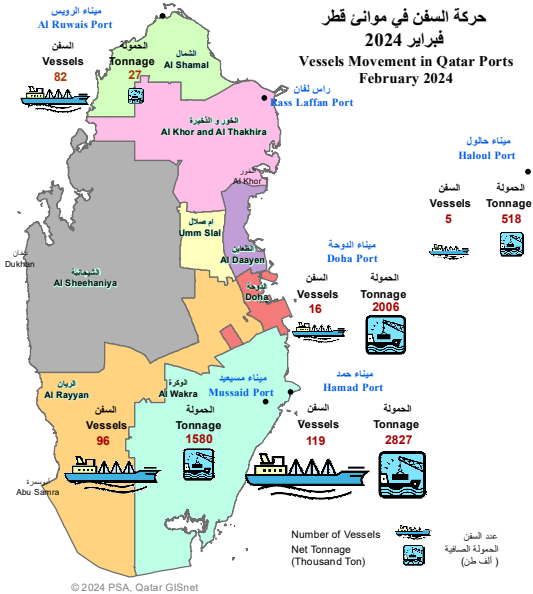 حركة السفن في موانئ قطر
فبراير 2024
Vessels Movement in Qatar Ports
February 2024
ميناء الرويس
Al Ruwais Port
السفن
Vessels
82
الحمولة
Tonnage
27
الشمال
Al Shamal
راس لفان
Rass Laffan Port
الخور و الذخيرة
Al Khor and Al Thakhira
الخور
Al Khor
ميناء حالول
Haloul Port
السفن
Vessels
5
الحمولة
Tonnage
518
ام صلال
Umm Slal
الظعاين
Al Daayen
دخان
Dukhan
الشيحانية
Al Sheehaniya
الدوحة
Doha
ميناء الدوحة
Doha Port
السفن
Vessels
16
الحمولة
Tonnage
2006
الريان
Al Rayyan
الوكرة
Al Wakra
ميناء مسيعيد
Mussaid Port
السفن
Vessels
96
الحمولة
Tonnage
1580
ميناء حمد
Hamad Port
السفن
Vessels
119
الحمولة
Tonnage
2827
ابوسمرة
Abu Samra
Number of Vessels
عدد السفن
Net Tonnage
(Thousand Ton)
الحمولة الصافية
( ألف طن)
© 2024 PSA, Qatar GISnet